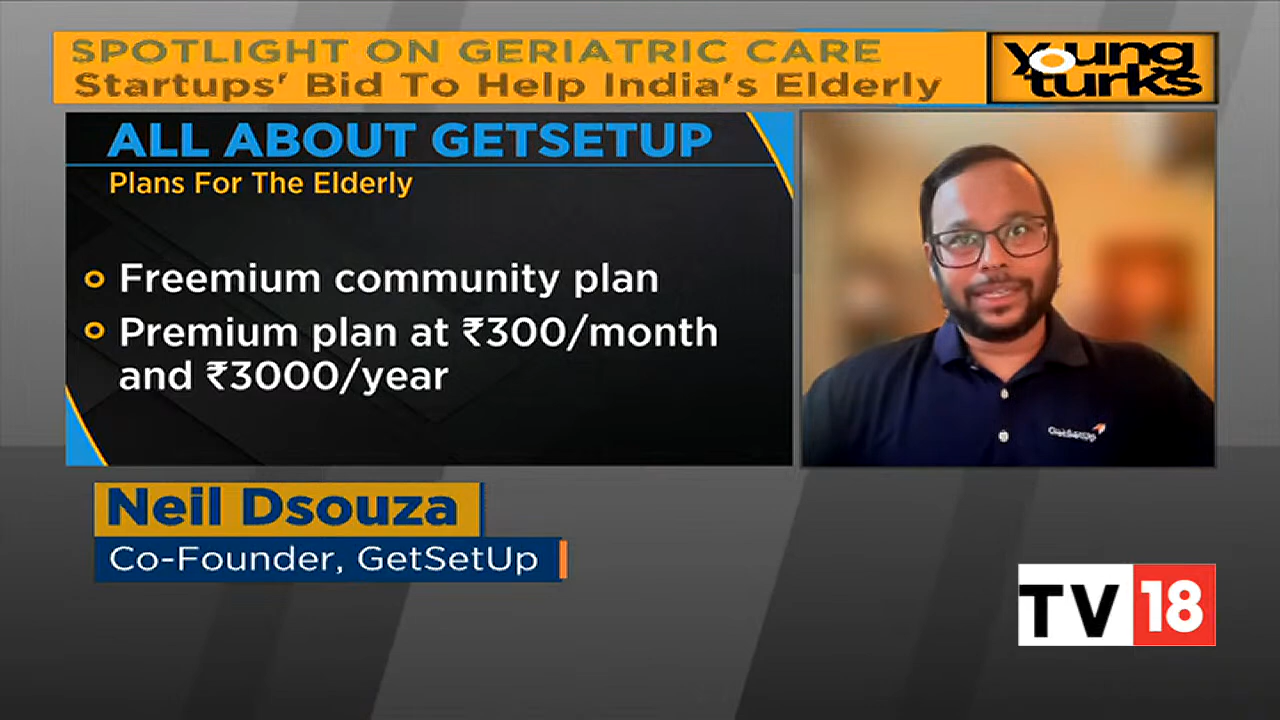 SPOTLIGHT ON GERIATRIC CARE
Startups' Bid To Help India's Elderly
young
turks
ALL ABOUT GETSETUP
Plans For The Elderly
Freemium community plan
Premium plan at ₹300/month
and ₹3000/year
GetSetUp
Neil Dsouza
Co-Founder, GetSetUp
TV18